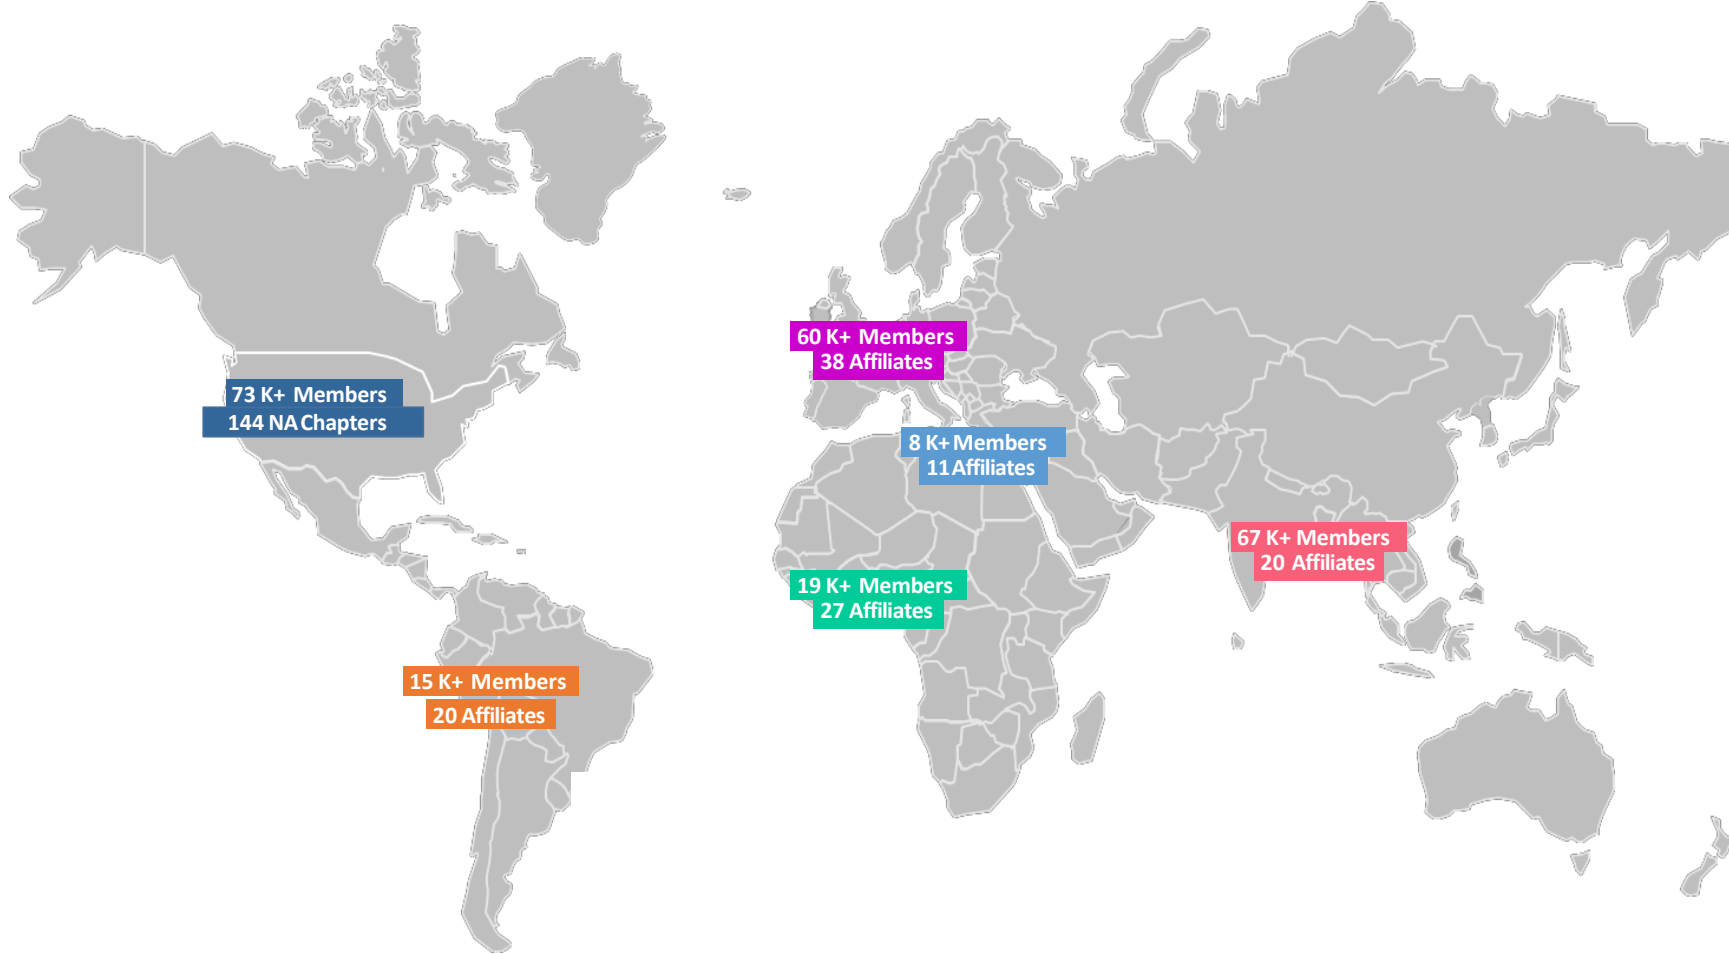 60 K+ Members
38 Affiliates
73 K+ Members
144 NA Chapters
8 K+ Members
11 Affiliates
67 K+ Members
20 Affiliates
19 K+ Members
27 Affiliates
15 K+ Members
20 Affiliates